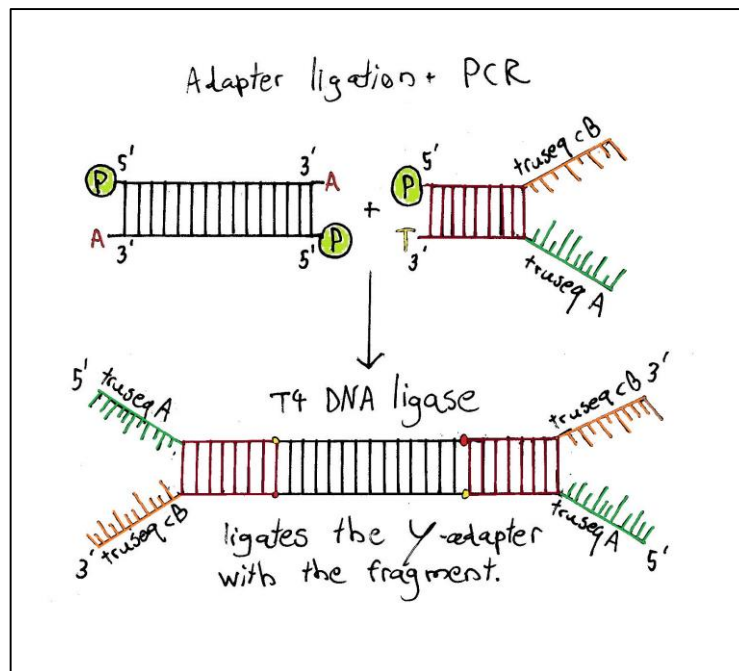 Adapter ligation + PCR
P 5' 3' A
A 3' 5' P
+
P 5' truseq cB
T 3' truseq A
5' truseq A
T4 DNA ligase
truseq cB 3'
3' truseq cB
ligates the Y-adapter
with the fragment.
truseq A 5'